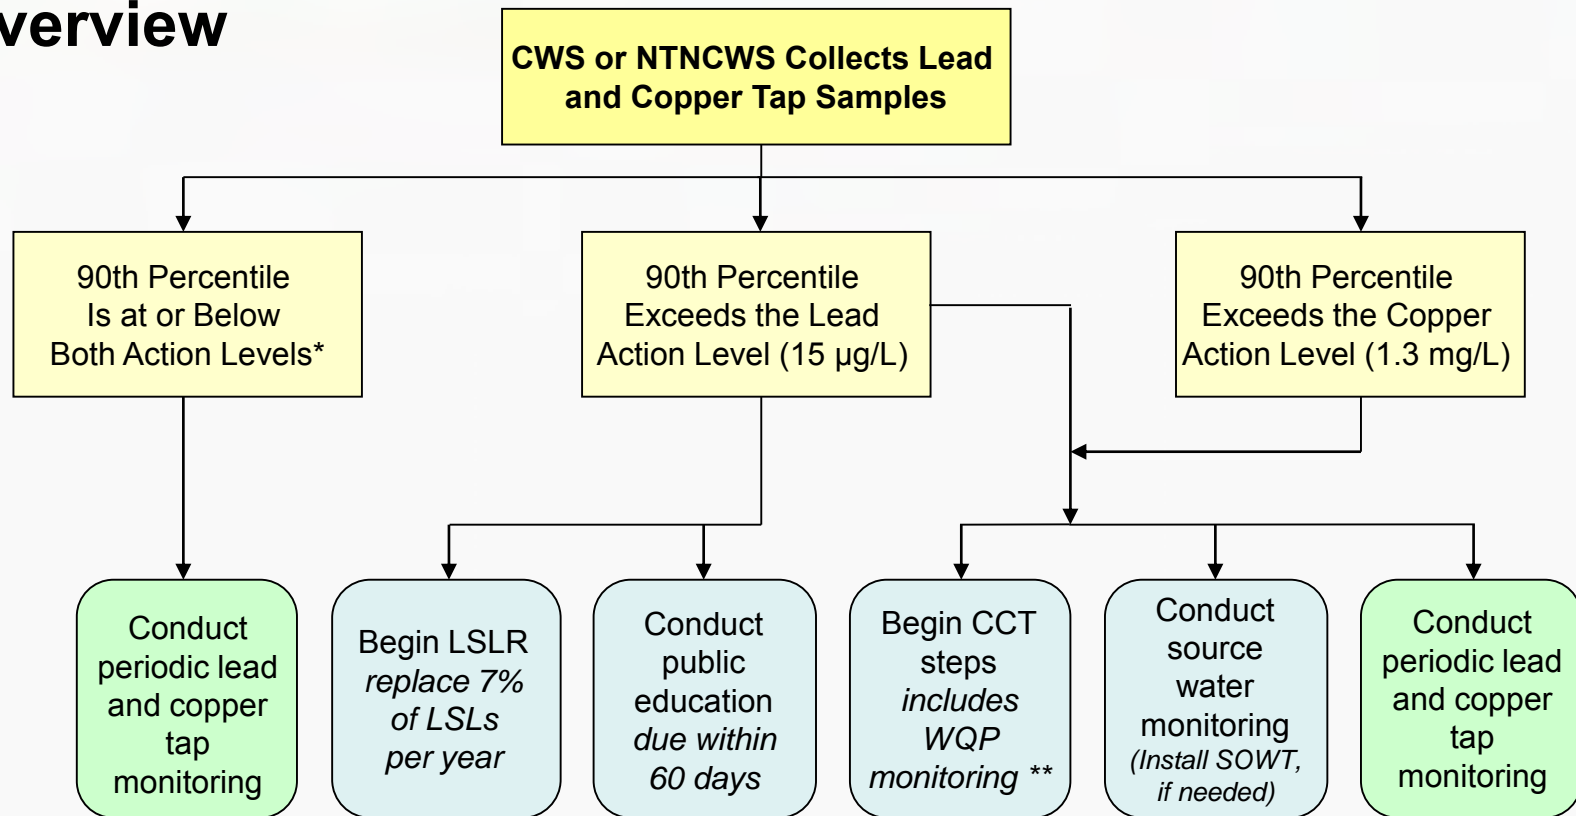 verview
CWS or NTNCWS Collects Lead
and Copper Tap Samples
90th Percentile
Is at or Below
Both Action Levels*
90th Percentile
Exceeds the Lead
Action Level (15 µg/L)
90th Percentile
Exceeds the Copper
Action Level (1.3 mg/L)
Conduct
periodic lead
and copper
tap
monitoring
Begin LSLR
replace 7%
of LSLs
per year
Conduct
public
education
due within
60 days
Begin CCT
steps
includes
WQP
monitoring **
Conduct
source
water
monitoring
(Install SOWT,
if needed)
Conduct
periodic lead
and copper
tap
monitoring